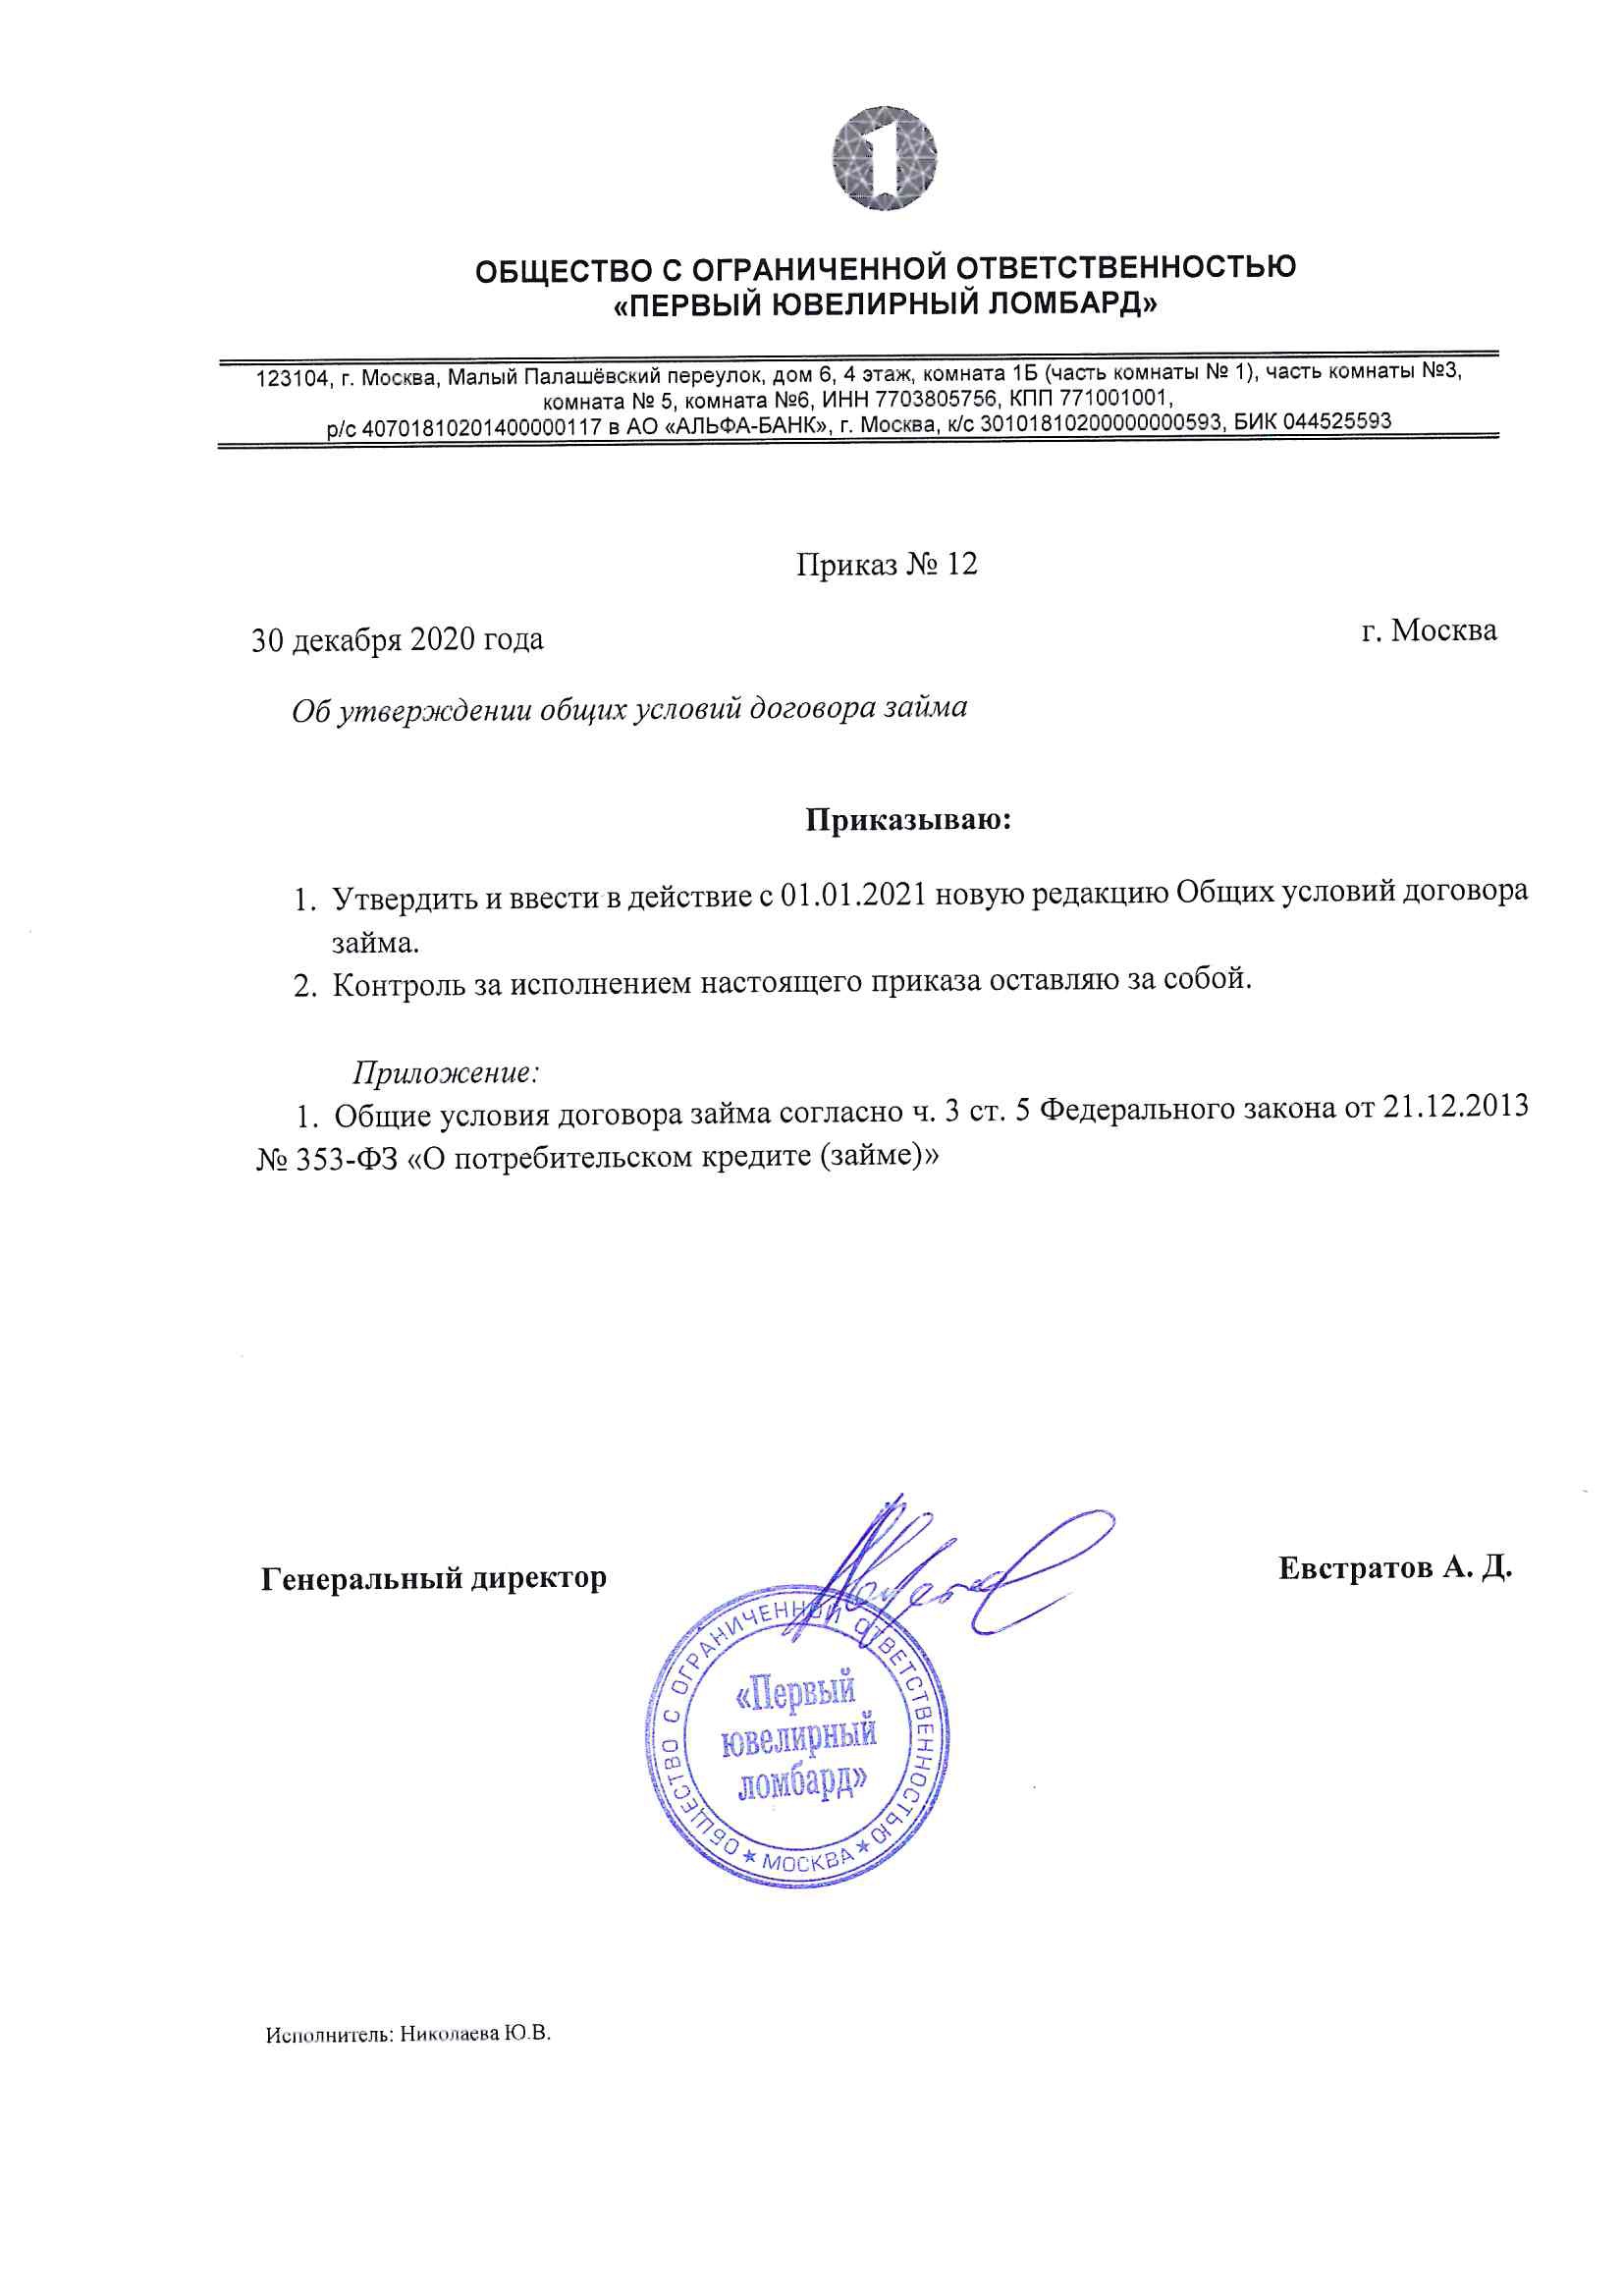 1
ОБЩЕСТВО С ОГРАНИЧЕННОЙ ОТВЕТСТВЕННОСТЬЮ
«ПЕРВЫЙ ЮВЕЛИРНЫЙ ЛОМБАРД»
123104, г. Москва, Малый Палашёвский переулок, дом 6, 4 этаж, комната 1Б (часть комнаты № 1), часть комнаты №3,
комната № 5, комната №6, ИНН 7703805756, КПП 771001001,
р/с 40701810201400000117 в АО «АЛЬФА-БАНК», г. Москва, к/с 30101810200000000593, БИК 044525593
Приказ № 12
30 декабря 2020 года г. Москва
Об утверждении общих условий договора займа
Приказываю:
1. Утвердить и ввести в действие с 01.01.2021 новую редакцию Общих условий договора
займа.
2. Контроль за исполнением настоящего приказа оставляю за собой.
Приложение:
1. Общие условия договора займа согласно ч. 3 ст. 5 Федерального закона от 21.12.2013
№ 353-ФЗ «О потребительском кредите (займе)»
Генеральный директор Евстратов А. Д.
ОБЩЕСТВО С ОГРАНИЧЕННОЙ ОТВЕТСТВЕННОСТЬЮ
«Первый
ювелирный
ломбард»
★ МОСКВА ★
Исполнитель: Николаева Ю.В.